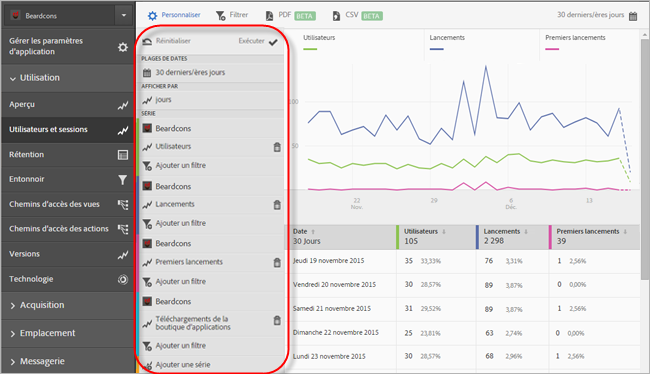 Beardcons
Personnaliser
Filtrer
PDF BETA
CSV BETA
30 derniers/ères jours
Gérer les paramètres
d'application
Utilisation
Aperçu
Utilisateurs et sessions
Rétention
Entonnoir
Chemins d'accès des vues
Chemins d'accès des actions
Versions
Technologie
Acquisition
Emplacement
Messagerie
Réinitialiser
Exécuter
PLAGES DE DATES
30 derniers/ères jours
AFFICHER PAR
jours
SÉRIE
Beardcons
Utilisateurs
Ajouter un filtre
Beardcons
Lancements
Ajouter un filtre
Beardcons
Premiers lancements
Ajouter un filtre
Beardcons
Téléchargements de la
boutique d'applications
Ajouter un filtre
Ajouter une série
Utilisateurs
Lancements
Premiers lancements
100
50
22
Nov.
29
6
Déc.
13
Date Utilisateurs Lancements Premiers lancements
30 Jours 105 2 298 39
Jeudi 19 novembre 2015 35 33,33% 76 3,31% 1 2,56%
Vendredi 20 novembre 2015 30 28,57% 89 3,87% 1 2,56%
Samedi 21 novembre 2015 31 29,52% 89 3,87% 1 2,56%
Dimanche 22 novembre 2015 25 23,81% 63 2,74% 0 0,00%
Lundi 23 novembre 2015 30 28,57% 68 2,96% 1 2,56%